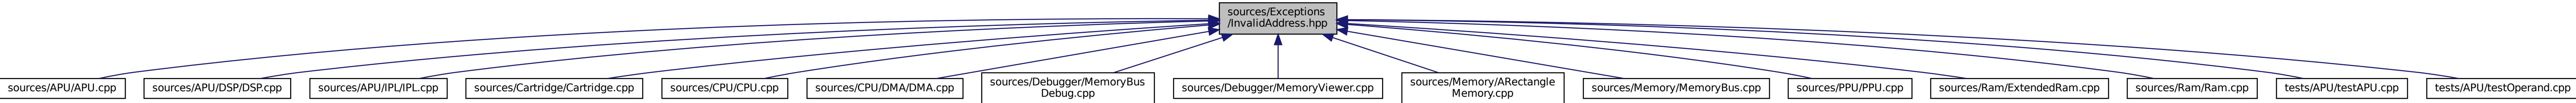 sources/Exceptions
/InvalidAddress.hpp
sources/APU/APU.cpp
sources/APU/DSP/DSP.cpp
sources/APU/IPL/IPL.cpp
sources/Cartridge/Cartridge.cpp
sources/CPU/CPU.cpp
sources/CPU/DMA/DMA.cpp
sources/Debugger/MemoryBus
Debug.cpp
sources/Debugger/MemoryViewer.cpp
sources/Memory/ARectangle
Memory.cpp
sources/Memory/MemoryBus.cpp
sources/PPU/PPU.cpp
sources/Ram/ExtendedRam.cpp
sources/Ram/Ram.cpp
tests/APU/testAPU.cpp
tests/APU/testOperand.cpp